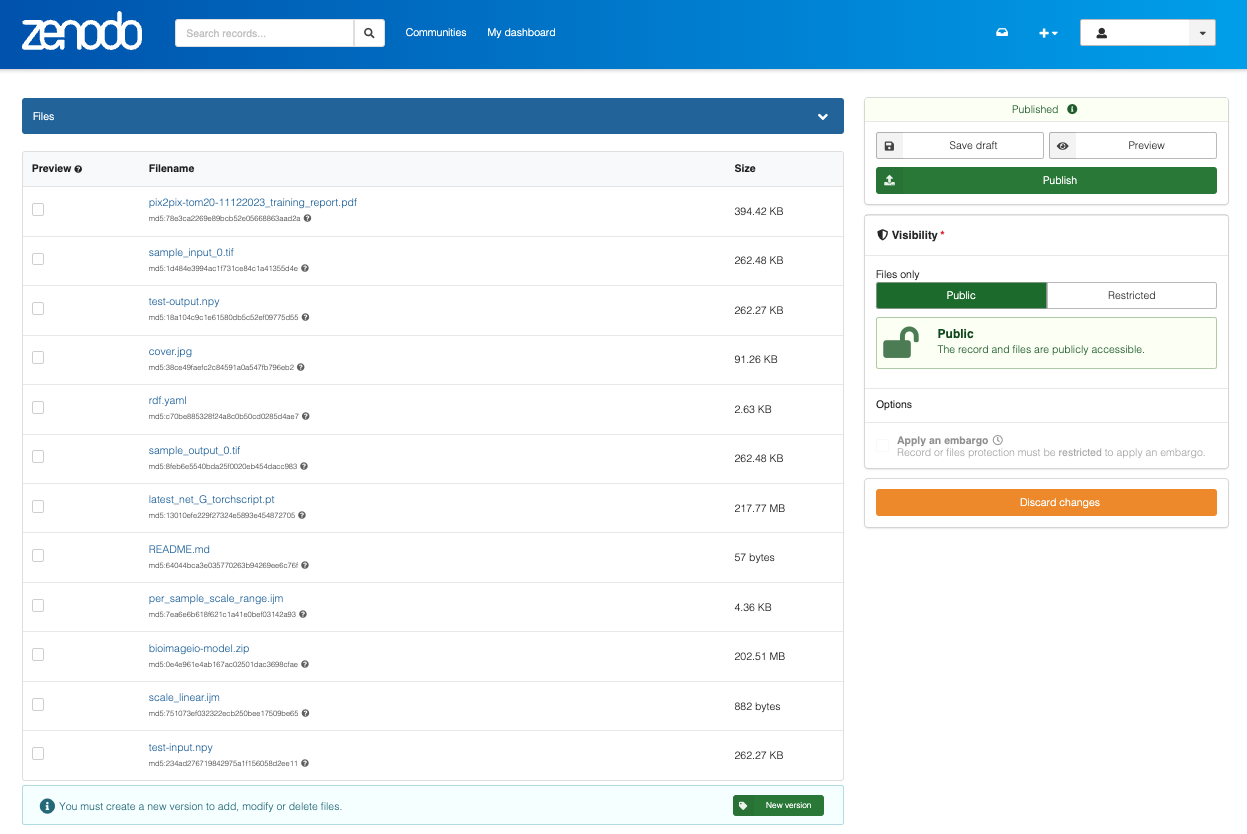 zenodo
Search records...
Communities
My dashboard
Files
Published
Save draft
Preview
Publish
Preview
Filename
Size
pix2pix-tom20-11122023_training_report.pdf
md5:78e3ca2269e89bcb52e05668863aad2a
394.42 KB
sample_input_0.tif
md5:1d484e3994ac1f731ce84c1a41355d4e
262.48 KB
test-output.npy
md5:18a104c9c1e61580db5c52ef09775d55
262.27 KB
cover.jpg
md5:38ce49faefc2c84591a0a547fb796eb2
91.26 KB
rdf.yaml
md5:c70be885328f24a8c0b50cd0285d4ae7
2.63 KB
sample_output_0.tif
md5:8feb6e5540bda25f0020eb454dacc983
262.48 KB
latest_net_G_torchscript.pt
md5:13010efe229f27324e5893e454872705
217.77 MB
README.md
md5:64044bca3e035770263b94269ee6c76f
57 bytes
per_sample_scale_range.ijm
md5:7ea6e6b618f621c1a41e0bef03142a93
4.36 KB
bioimageio-model.zip
md5:0e4e961e4ab167ac02501dac3698cfae
202.51 MB
scale_linear.ijm
md5:751073ef032322ecb250bee17509be65
882 bytes
test-input.npy
md5:234ad276719842975a1f156058d2ee11
262.27 KB
You must create a new version to add, modify or delete files.
New version
Visibility *
Files only
Public
Restricted
Public
The record and files are publicly accessible.
Options
Apply an embargo
Record or files protection must be restricted to apply an embargo.
Discard changes